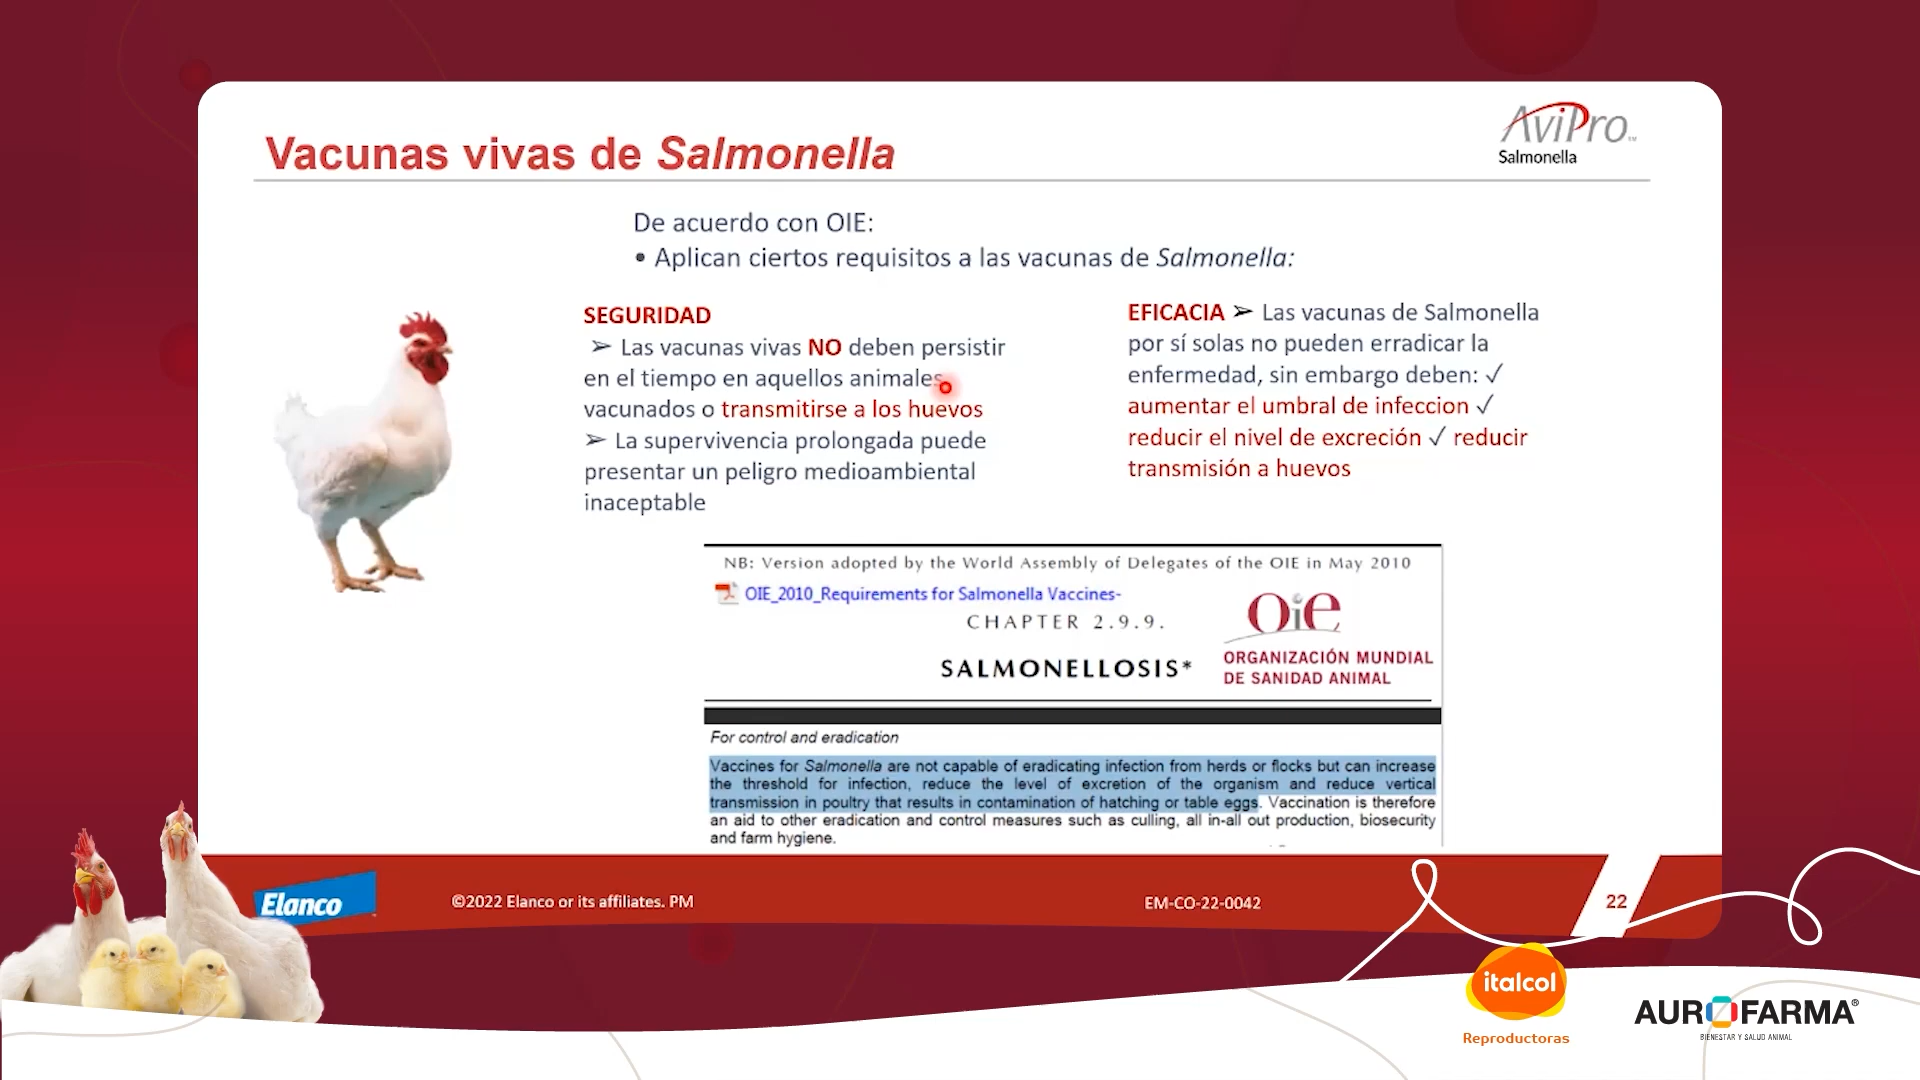 Vacunas vivas de Salmonella
AviPro™
Salmonella
De acuerdo con OIE:
• Aplican ciertos requisitos a las vacunas de Salmonella:
SEGURIDAD
➢ Las vacunas vivas NO deben persistir
en el tiempo en aquellos animales
vacunados o transmitirse a los huevos
➢ La supervivencia prolongada puede
presentar un peligro medioambiental
inaceptable
EFICACIA ➢ Las vacunas de Salmonella
por sí solas no pueden erradicar la
enfermedad, sin embargo deben: ✓
aumentar el umbral de infeccion ✓
reducir el nivel de excreción ✓ reducir
transmisión a huevos
NB: Version adopted by the World Assembly of Delegates of the OIE in May 2010
OIE_2010_Requirements for Salmonella Vaccines-
CHAPTER 2.9.9.
SALMONELLOSIS*
Oie
ORGANIZACIÓN MUNDIAL
DE SANIDAD ANIMAL
For control and eradication
Vaccines for Salmonella are not capable of eradicating infection from herds or flocks but can increase
the threshold for infection, reduce the level of excretion of the organism and reduce vertical
transmission in poultry that results in contamination of hatching or table eggs. Vaccination is therefore
an aid to other eradication and control measures such as culling, all in-all out production, biosecurity
and farm hygiene.
Elanco
©2022 Elanco or its affiliates. PM
EM-CO-22-0042
22
italcol
Reproductoras
AUROFARMA®
BIENESTAR Y SALUD ANIMAL